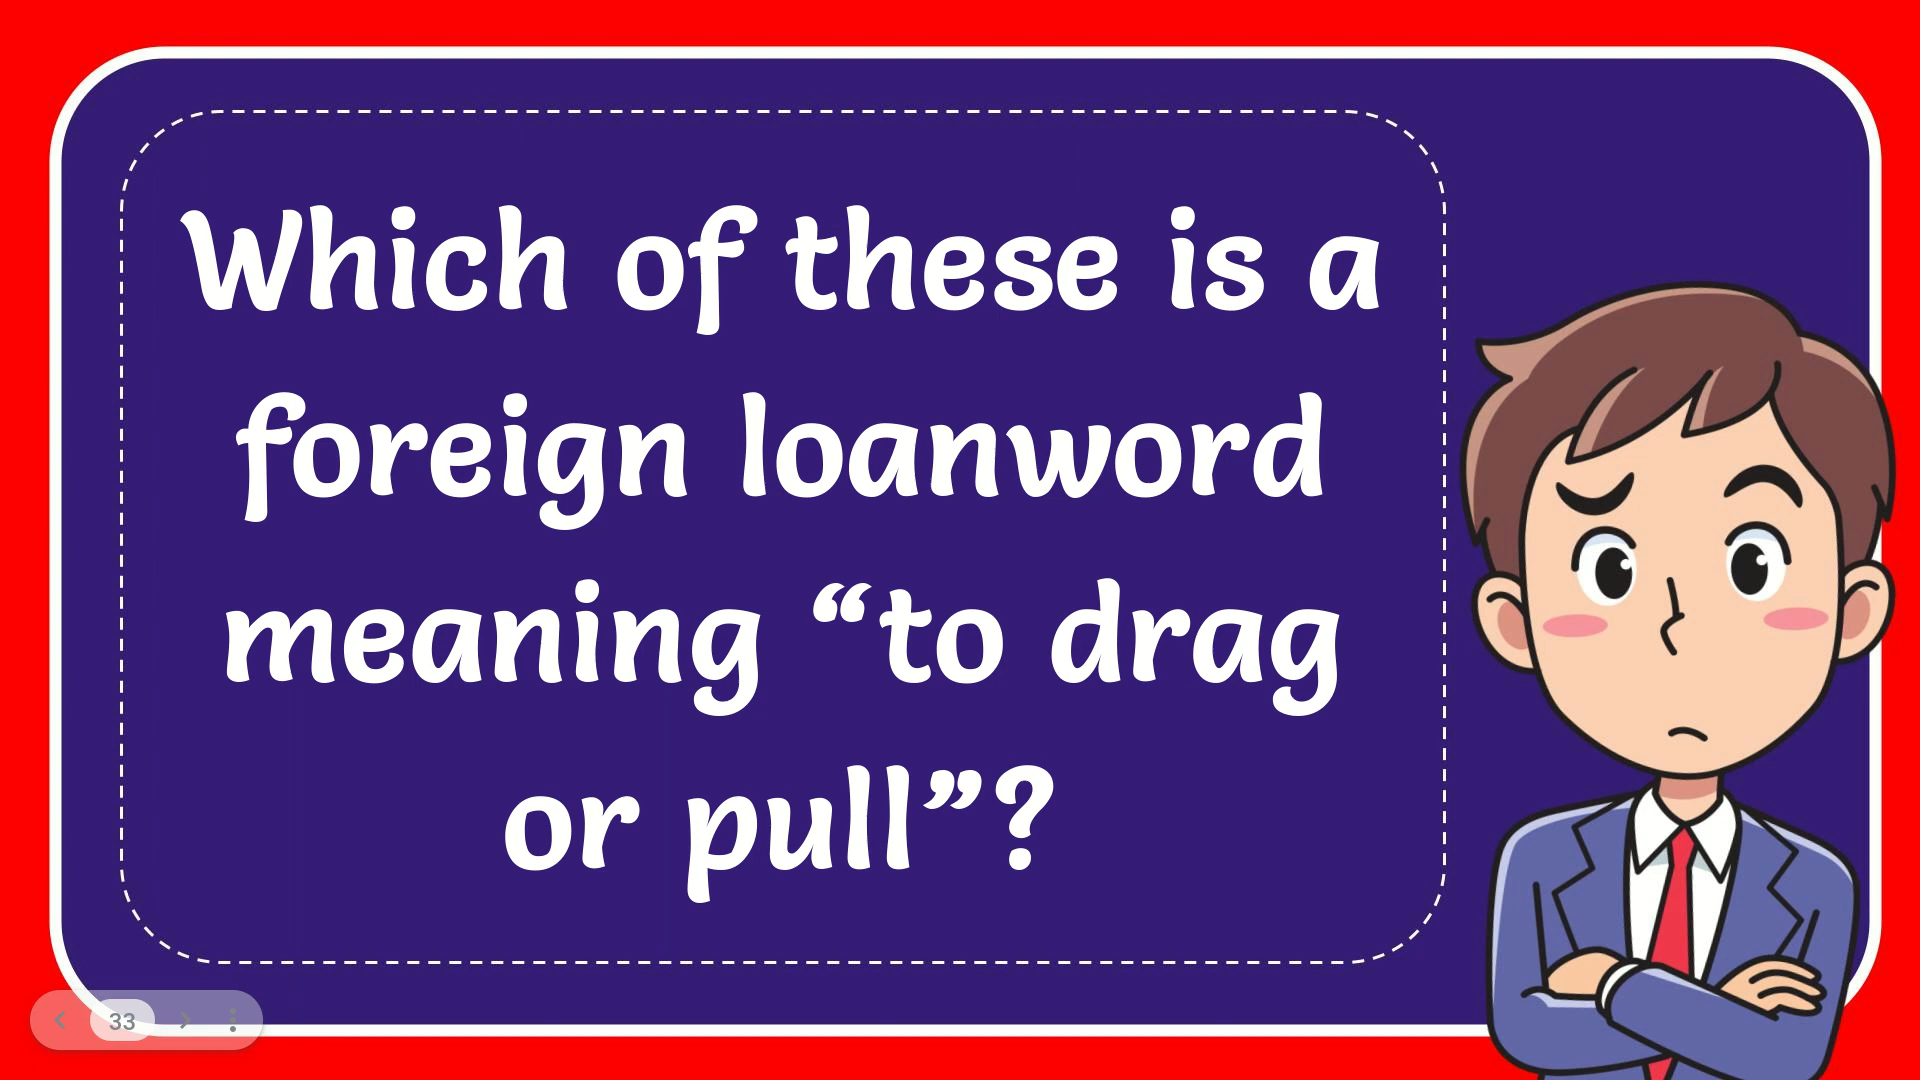 Which of these is a
foreign loanword
meaning “to drag
or pull”?
33